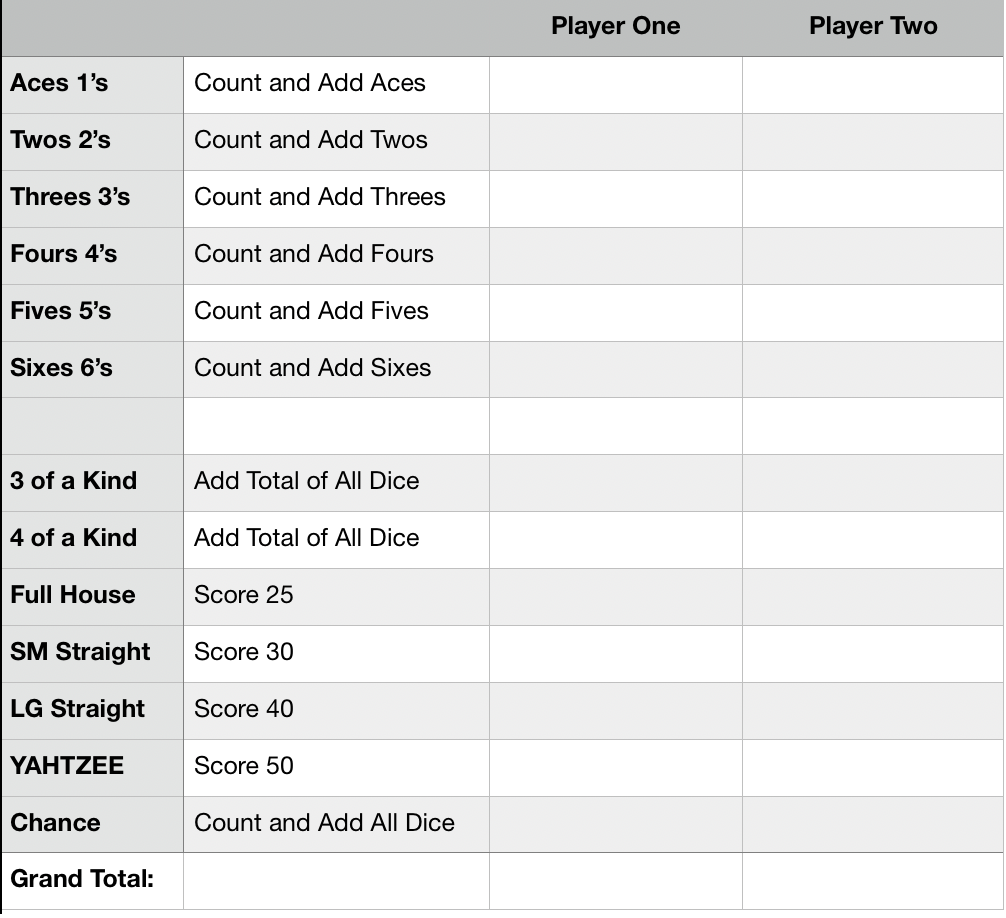 Player One Player Two
Aces 1’s Count and Add Aces
Twos 2’s Count and Add Twos
Threes 3’s Count and Add Threes
Fours 4’s Count and Add Fours
Fives 5’s Count and Add Fives
Sixes 6’s Count and Add Sixes
3 of a Kind Add Total of All Dice
4 of a Kind Add Total of All Dice
Full House Score 25
SM Straight Score 30
LG Straight Score 40
YAHTZEE Score 50
Chance Count and Add All Dice
Grand Total: